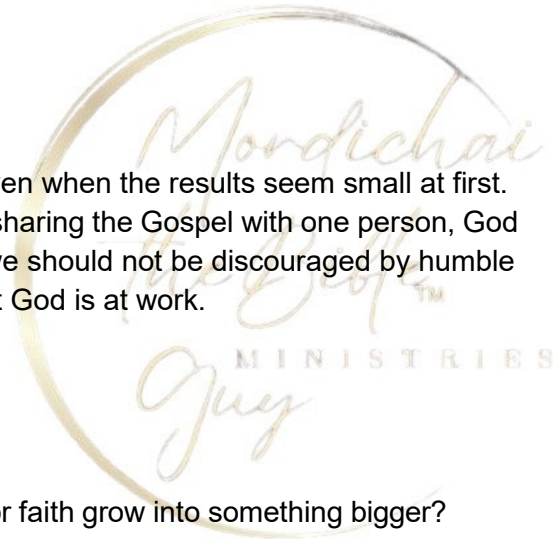 en when the results seem small at first.
sharing the Gospel with one person, God
we should not be discouraged by humble
t God is at work.
r faith grow into something bigger?
Mordichai
the Bible
Guy
TM
MINISTRIES